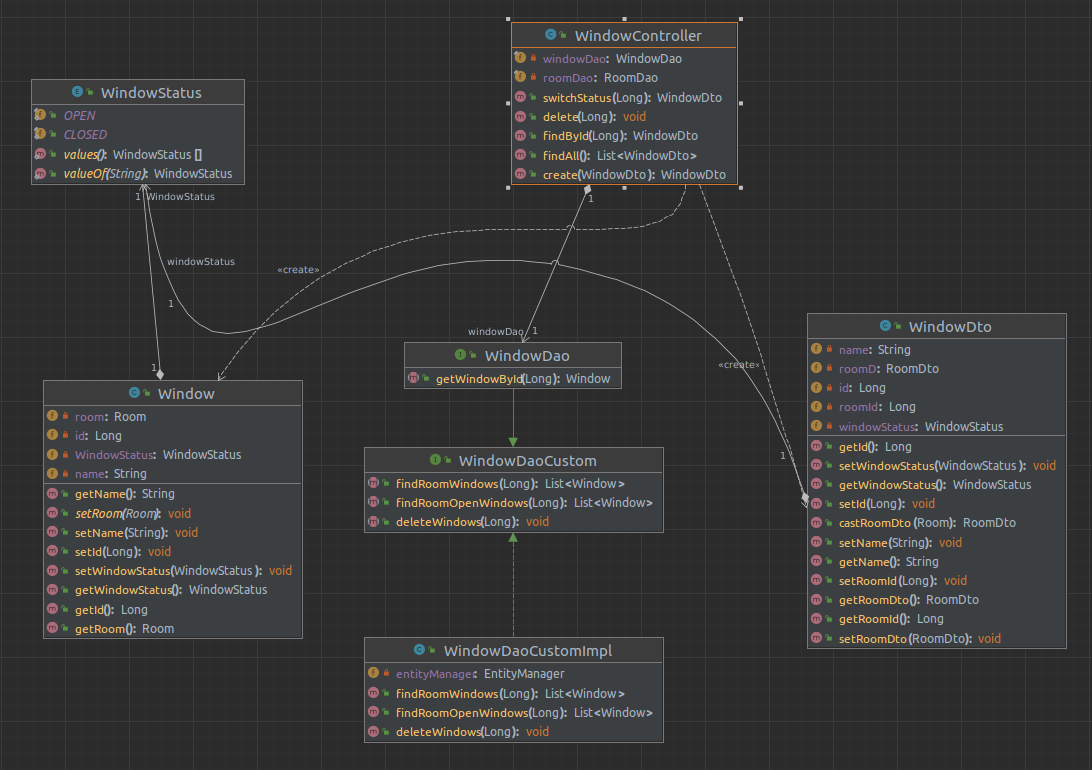 WindowController
windowDao: WindowDao
roomDao: RoomDao
switchStatus(Long): WindowDto
delete(Long): void
findById(Long): WindowDto
findAll(): List<WindowDto>
create(WindowDto): WindowDto
WindowStatus
OPEN
CLOSED
values(): WindowStatus []
valueOf(String): WindowStatus
1 WindowStatus
1
windowStatus
«create»
1
windowDao 1
«create»
1
1
WindowDao
getWindowById(Long): Window
Window
room: Room
id: Long
WindowStatus: WindowStatus
name: String
getName(): String
setRoom(Room): void
setName(String): void
setId(Long): void
setWindowStatus(WindowStatus): void
getWindowStatus(): WindowStatus
getId(): Long
getRoom(): Room
WindowDaoCustom
findRoomWindows(Long): List<Window>
findRoomOpenWindows(Long): List<Window>
deleteWindows(Long): void
WindowDaoCustomImpl
entityManager: EntityManager
findRoomWindows(Long): List<Window>
findRoomOpenWindows(Long): List<Window>
deleteWindows(Long): void
WindowDto
name: String
roomD: RoomDto
id: Long
roomId: Long
windowStatus: WindowStatus
getId(): Long
setWindowStatus(WindowStatus): void
getWindowStatus(): WindowStatus
setId(Long): void
castRoomDto(Room): RoomDto
setName(String): void
getName(): String
setRoomId(Long): void
getRoomDto(): RoomDto
getRoomId(): Long
setRoomDto(RoomDto): void